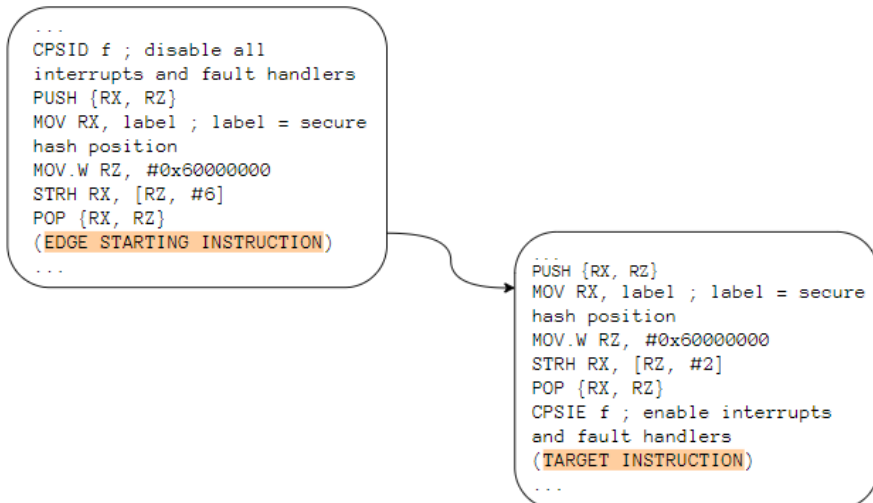 ...
CPSID f ; disable all
interrupts and fault handlers
PUSH {RX, RZ}
MOV RX, label ; label = secure
hash position
MOV.W RZ, #0x60000000
STRH RX, [RZ, #6]
POP {RX, RZ}
(EDGE STARTING INSTRUCTION)
...
...
PUSH {RX, RZ}
MOV RX, label ; label = secure
hash position
MOV.W RZ, #0x60000000
STRH RX, [RZ, #2]
POP {RX, RZ}
CPSIE f ; enable interrupts
and fault handlers
(TARGET INSTRUCTION)
...